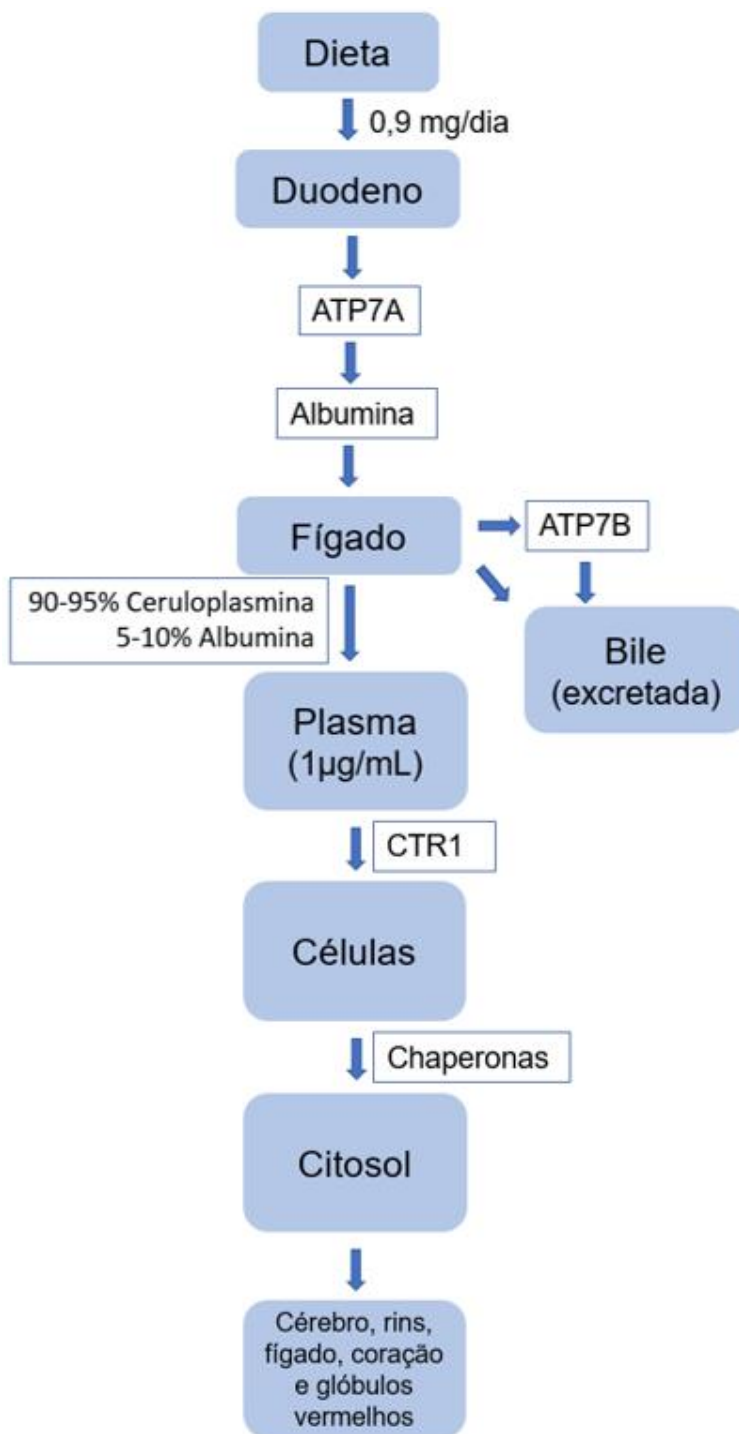 Dieta
0,9 mg/dia
Duodeno
ATP7A
Albumina
Fígado
ATP7B
90-95% Ceruloplasmina
5-10% Albumina
Bile
(excretada)
Plasma
(1µg/mL)
CTR1
Células
Chaperonas
Citosol
Cérebro, rins,
fígado, coração
e glóbulos
vermelhos